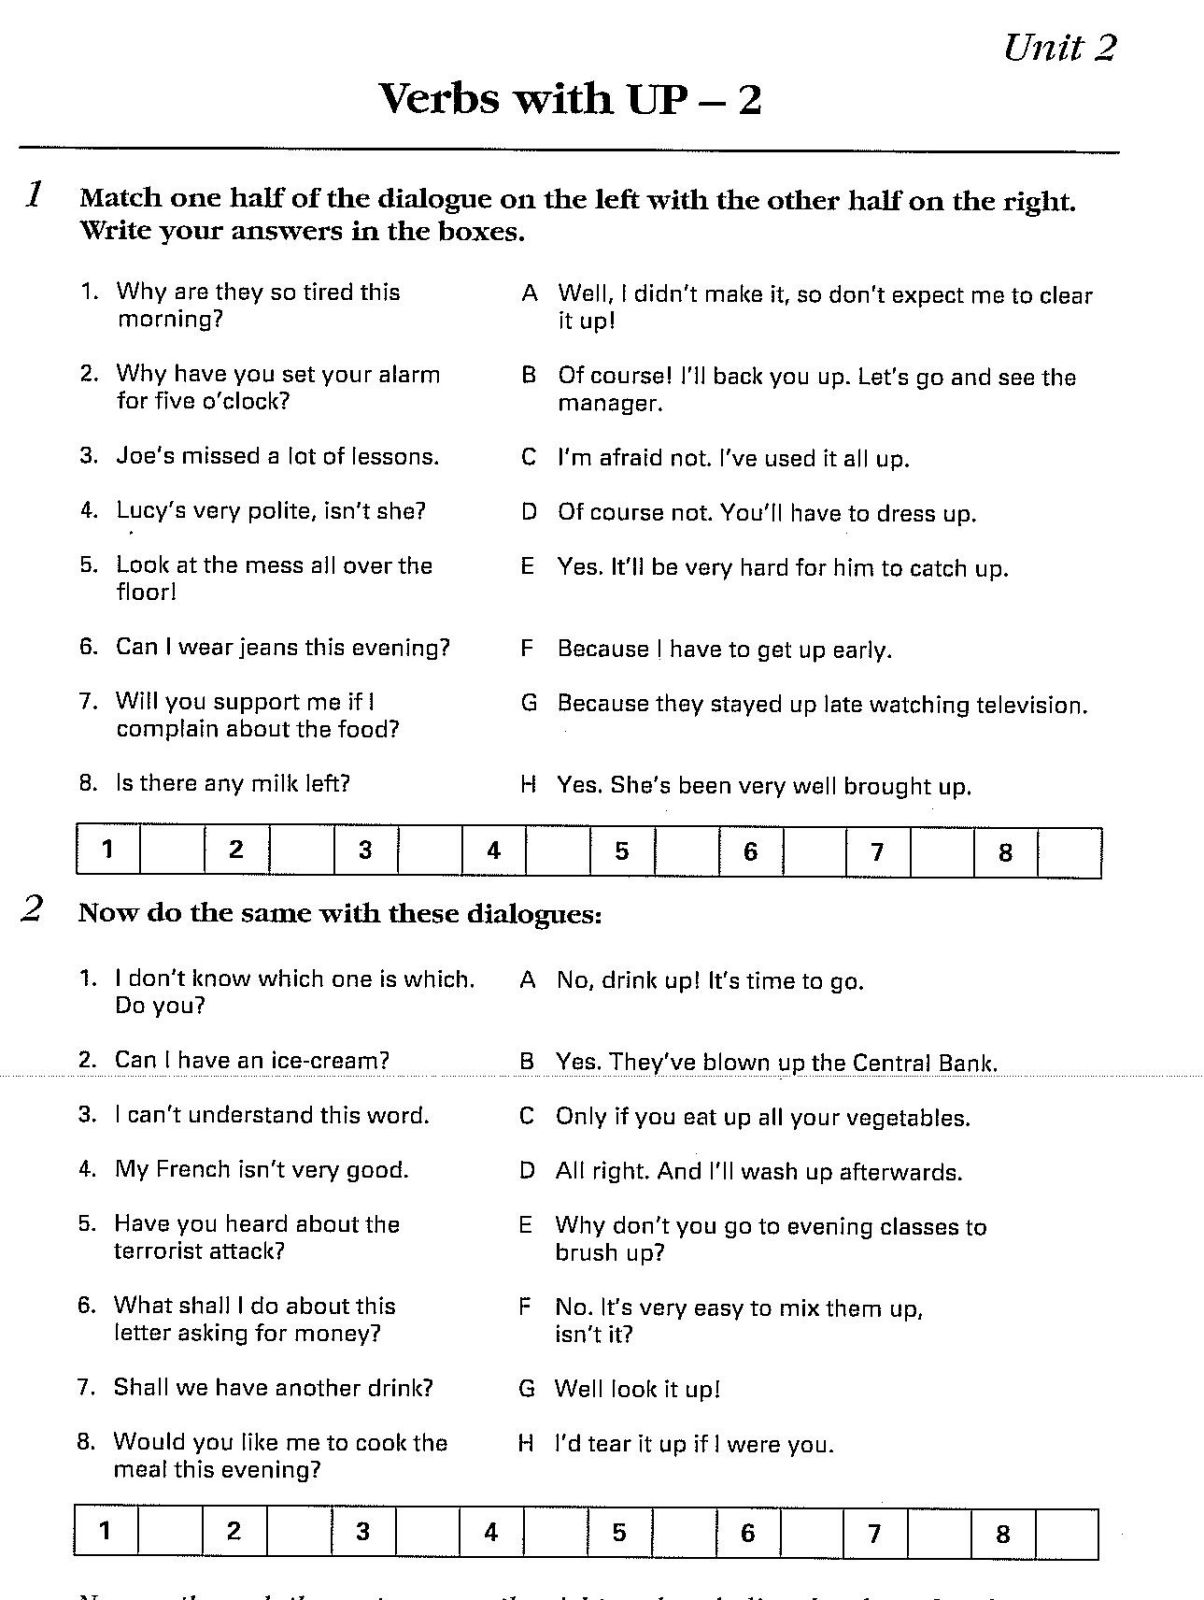 Unit 2
Verbs with UP – 2
1 Match one half of the dialogue on the left with the other half on the right.
Write your answers in the boxes.
1. Why are they so tired this
morning?
A Well, I didn't make it, so don't expect me to clear
it up!
2. Why have you set your alarm
for five o'clock?
B Of course! I'll back you up. Let's go and see the
manager.
3. Joe's missed a lot of lessons.
C I'm afraid not. I've used it all up.
4. Lucy's very polite, isn't she?
D Of course not. You'll have to dress up.
5. Look at the mess all over the
floor!
E Yes. It'll be very hard for him to catch up.
6. Can I wear jeans this evening?
F Because I have to get up early.
7. Will you support me if I
complain about the food?
G Because they stayed up late watching television.
8. Is there any milk left?
H Yes. She's been very well brought up.
1 2 3 4 5 6 7 8
2 Now do the same with these dialogues:
1. I don't know which one is which.
Do you?
A No, drink up! It's time to go.
2. Can I have an ice-cream?
B Yes. They've blown up the Central Bank.
3. I can't understand this word.
C Only if you eat up all your vegetables.
4. My French isn't very good.
D All right. And I'll wash up afterwards.
5. Have you heard about the
terrorist attack?
E Why don't you go to evening classes to
brush up?
6. What shall I do about this
letter asking for money?
F No. It's very easy to mix them up,
isn't it?
7. Shall we have another drink?
G Well look it up!
8. Would you like me to cook the
meal this evening?
H I'd tear it up if I were you.
1 2 3 4 5 6 7 8